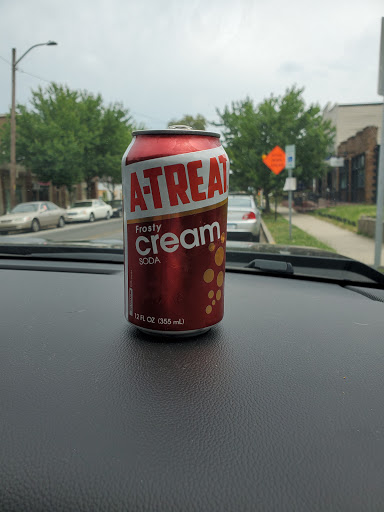 A-TREAT
Frosty
cream
SODA
12 FL OZ (355 mL)